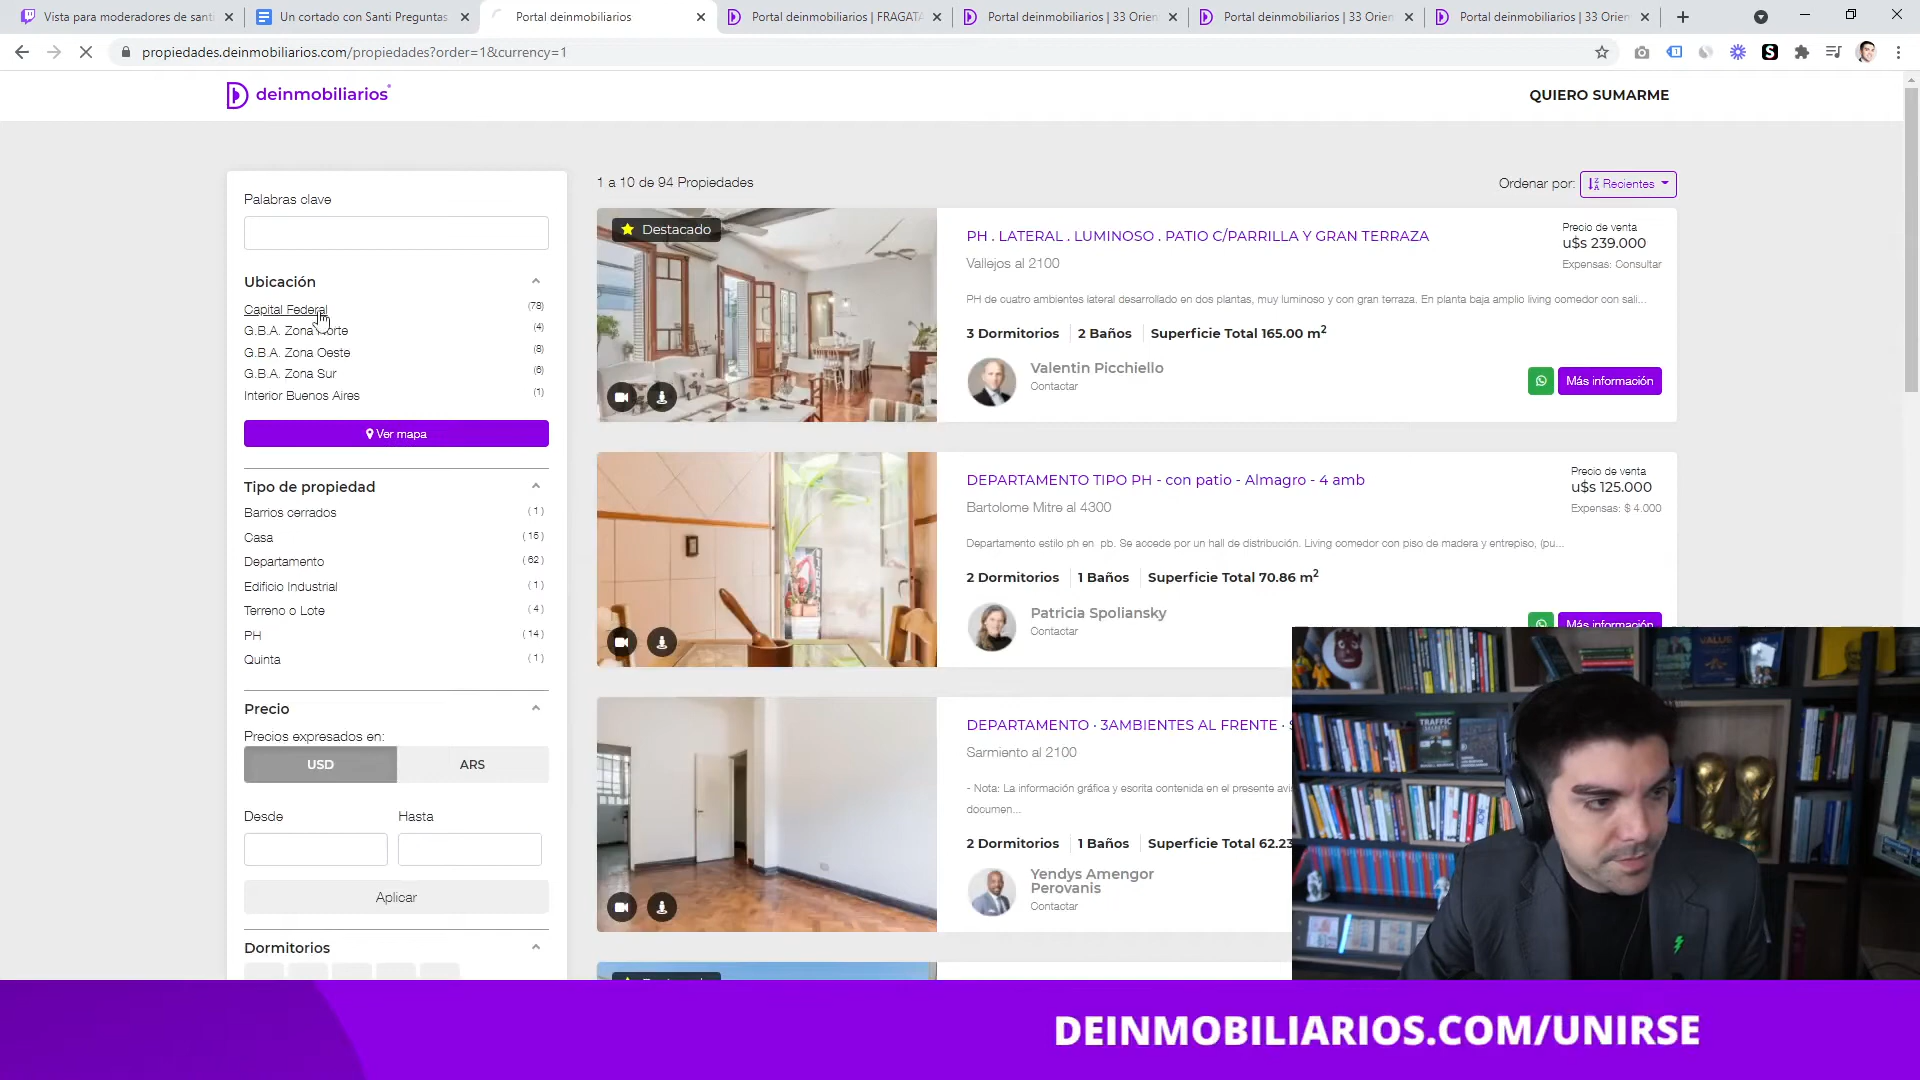 Vista para moderadores de santi
Un cortado con Santi Preguntas
Portal deinmobiliarios
Portal deinmobiliarios | FRAGATA
Portal deinmobiliarios | 33 Orien
Portal deinmobiliarios | 33 Orien
Portal deinmobiliarios | 33 Orien
propiedades.deinmobiliarios.com/propiedades?order=1&currency=1
deinmobiliarios
QUIERO SUMARME
Palabras clave
Ubicación
Capital Federal (78)
G.B.A. Zona Norte (4)
G.B.A. Zona Oeste (8)
G.B.A. Zona Sur (6)
Interior Buenos Aires (1)
Ver mapa
Tipo de propiedad
Barrios cerrados (1)
Casa (15)
Departamento (62)
Edificio Industrial (1)
Terreno o Lote (4)
PH (14)
Quinta (1)
Precio
Precios expresados en:
USD ARS
Desde Hasta
Aplicar
Dormitorios
1 a 10 de 94 Propiedades
Ordenar por: Recientes
Destacado
PH . LATERAL . LUMINOSO . PATIO C/PARRILLA Y GRAN TERRAZA
Vallejos al 2100
Precio de venta
u$s 239.000
Expensas: Consultar
PH de cuatro ambientes lateral desarrollado en dos plantas, muy luminoso y con gran terraza. En planta baja amplio living comedor con sali...
3 Dormitorios 2 Baños Superficie Total 165.00 m²
Valentin Picchiello
Contactar
Más información
DEPARTAMENTO TIPO PH - con patio - Almagro - 4 amb
Bartolome Mitre al 4300
Precio de venta
u$s 125.000
Expensas: $ 4.000
Departamento estilo ph en pb. Se accede por un hall de distribución. Living comedor con piso de madera y entrepiso, (pu...
2 Dormitorios 1 Baños Superficie Total 70.86 m²
Patricia Spoliansky
Contactar
Más información
DEPARTAMENTO · 3AMBIENTES AL FRENTE ·
Sarmiento al 2100
- Nota: La información gráfica y escrita contenida en el presente avi
documen...
2 Dormitorios 1 Baños Superficie Total 62.23
Yendys Amengor
Perovanis
Contactar
TRAFFIC
VALUE
DEINMOBILIARIOS.COM/UNIRSE